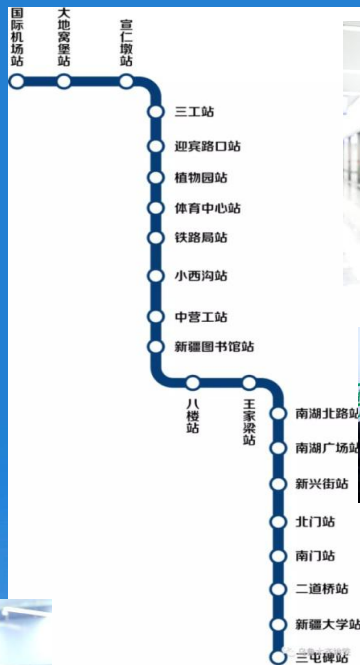 国际机场站
大地窝堡站
宣仁墩站
三工站
迎宾路口站
植物园站
体育中心站
铁路局站
小西沟站
中营工站
新疆图书馆站
八楼站
王家梁站
南湖北路站
南湖广场站
新兴街站
北门站
南门站
二道桥站
新疆大学站
三屯碑站